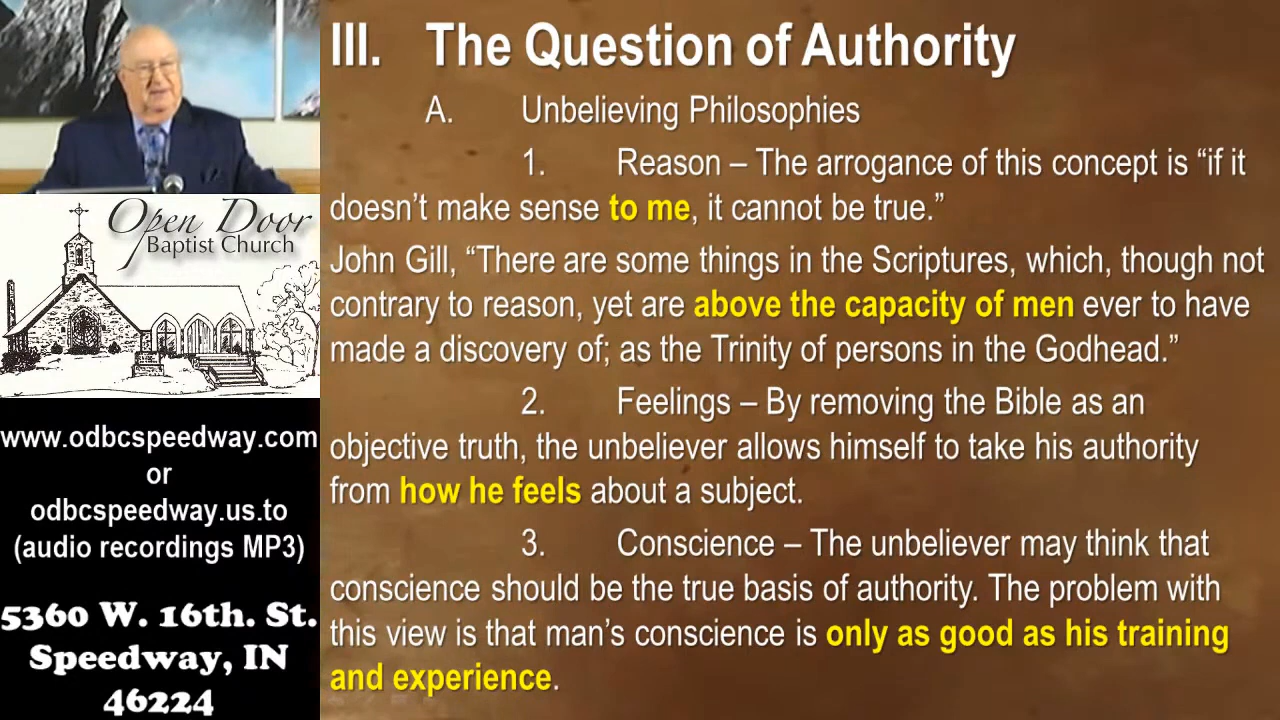 Open Door
Baptist Church
www.odbcspeedway.com
or
odbcspeedway.us.to
(audio recordings MP3)
5360 W. 16th. St.
Speedway, IN
46224
III. The Question of Authority
A. Unbelieving Philosophies
1. Reason – The arrogance of this concept is “if it
doesn’t make sense to me, it cannot be true.”
John Gill, “There are some things in the Scriptures, which, though not
contrary to reason, yet are above the capacity of men ever to have
made a discovery of; as the Trinity of persons in the Godhead.”
2. Feelings – By removing the Bible as an
objective truth, the unbeliever allows himself to take his authority
from how he feels about a subject.
3. Conscience – The unbeliever may think that
conscience should be the true basis of authority. The problem with
this view is that man’s conscience is only as good as his training
and experience.